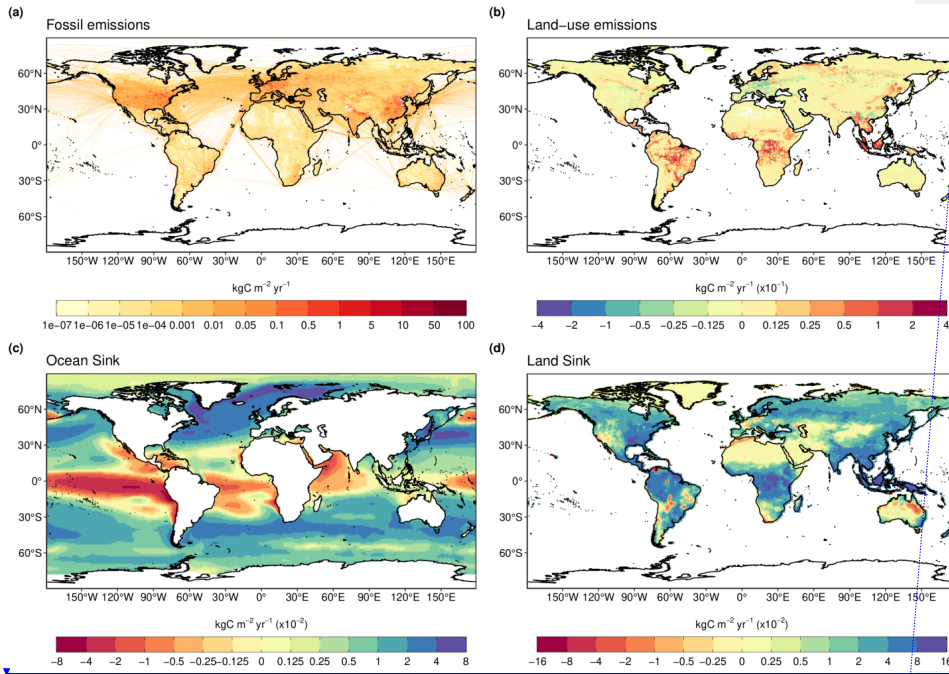 (a)
Fossil emissions
60°N
30°N
0°
30°S
60°S
150°W 120°W 90°W 60°W 30°W 0° 30°E 60°E 90°E 120°E 150°E
kgC m⁻² yr⁻¹
1e−07 1e−06 1e−05 1e−04 0.001 0.01 0.05 0.1 0.5 1 5 10 50 100
(b)
Land−use emissions
60°N
30°N
0°
30°S
60°S
150°W 120°W 90°W 60°W 30°W 0° 30°E 60°E 90°E 120°E 150°E
kgC m⁻² yr⁻¹ (x10⁻¹)
−4 −2 −1 −0.5 −0.25 −0.125 0 0.125 0.25 0.5 1 2 4
(c)
Ocean Sink
60°N
30°N
0°
30°S
60°S
150°W 120°W 90°W 60°W 30°W 0° 30°E 60°E 90°E 120°E 150°E
kgC m⁻² yr⁻¹ (x10⁻²)
−8 −4 −2 −1 −0.5 −0.25 −0.125 0 0.125 0.25 0.5 1 2 4 8
(d)
Land Sink
60°N
30°N
0°
30°S
60°S
150°W 120°W 90°W 60°W 30°W 0° 30°E 60°E 90°E 120°E 150°E
kgC m⁻² yr⁻¹ (x10⁻²)
−16 −8 −4 −2 −1 −0.5 −0.25 0 0.25 0.5 1 2 4 8 16